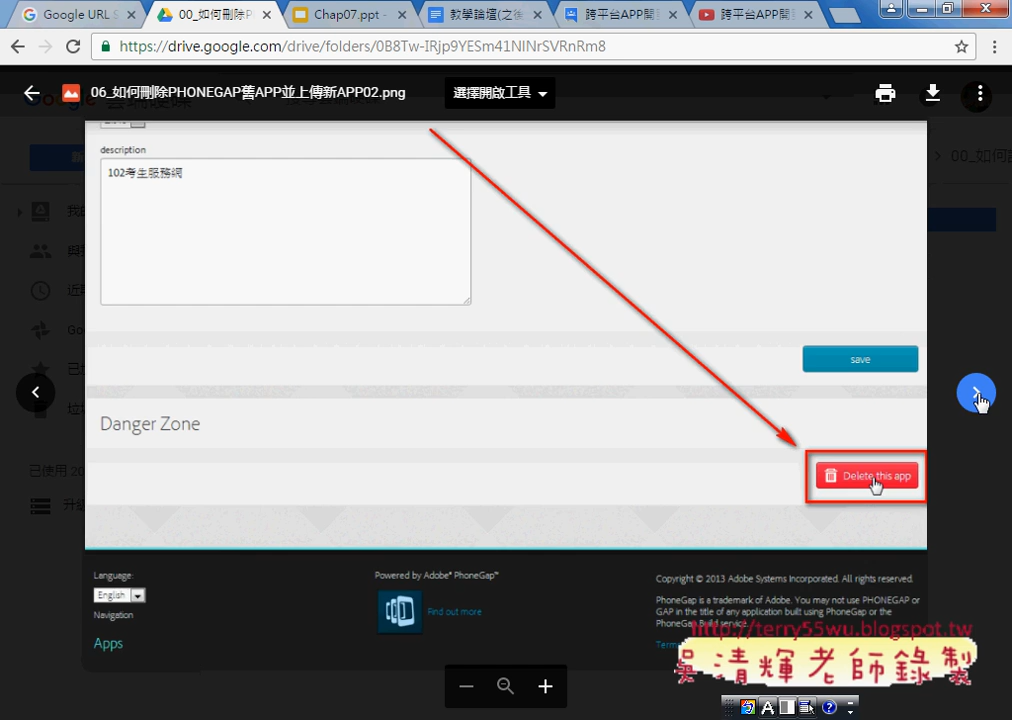 Google URL S
00_如何刪除P
Chap07.ppt -
教學論壇(之後
跨平台APP開
跨平台APP開
https://drive.google.com/drive/folders/0B8Tw-IRjp9YESm41NINrSVRnRm8
06_如何刪除PHONEGAP舊APP並上傳新APP02.png
選擇開啟工具
00_如何
description
102考生服務網
save
Danger Zone
Delete this app
已使用 20
Language:
English
Navigation
Apps
Powered by Adobe® PhoneGap™
Find out more
Copyright © 2013 Adobe Systems Incorporated. All rights reserved.
PhoneGap is a trademark of Adobe. You may not use PHONEGAP or
GAP in the title of any application built using PhoneGap or the
PhoneGap Build service.
http://terry55wu.blogspot.tw
吳清輝老師錄製